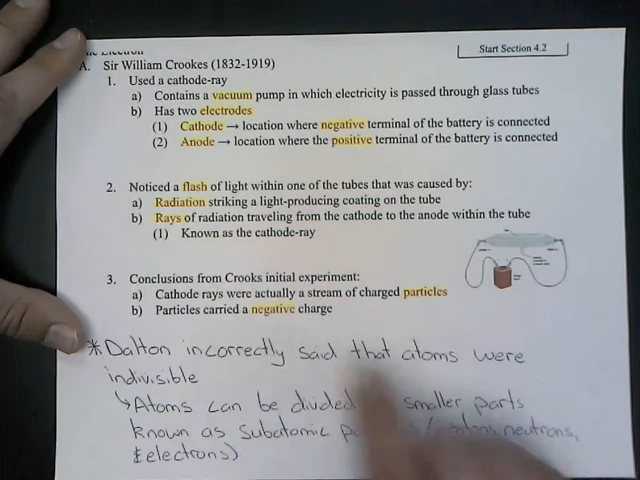 Start Section 4.2
A. Sir William Crookes (1832-1919)
1. Used a cathode-ray
a) Contains a vacuum pump in which electricity is passed through glass tubes
b) Has two electrodes
(1) Cathode → location where negative terminal of the battery is connected
(2) Anode → location where the positive terminal of the battery is connected
2. Noticed a flash of light within one of the tubes that was caused by:
a) Radiation striking a light-producing coating on the tube
b) Rays of radiation traveling from the cathode to the anode within the tube
(1) Known as the cathode-ray
3. Conclusions from Crooks initial experiment:
a) Cathode rays were actually a stream of charged particles
b) Particles carried a negative charge
*Dalton incorrectly said that atoms were
indivisible
↳Atoms can be divided smaller parts
known as subatomic neutrons,
& electrons)